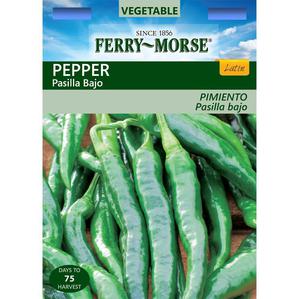 VEGETABLE
SINCE 1856
FERRY~MORSE®
PEPPER
Pasilla Bajo
Latin
PIMIENTO
Pasilla bajo
DAYS TO
75
HARVEST